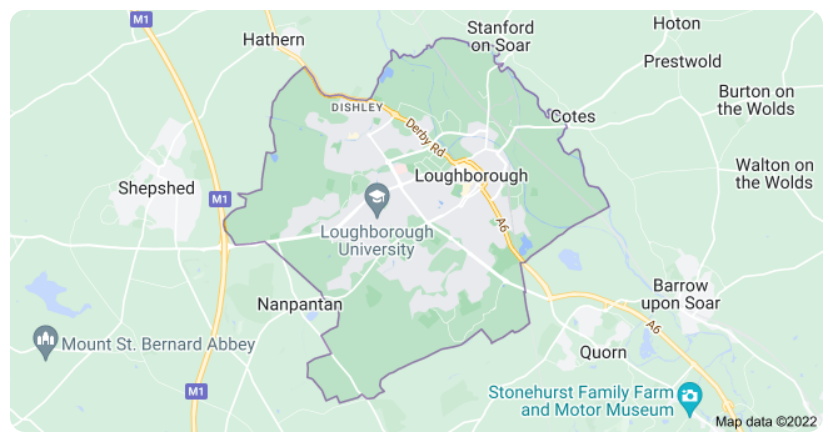 M1
Hathern
Stanford
on Soar
Hoton
Prestwold
Burton on
the Wolds
DISHLEY
Cotes
Derby Rd
Loughborough
Walton on
the Wolds
Shepshed
M1
Loughborough
University
A6
Nanpantan
Barrow
upon Soar
Mount St. Bernard Abbey
A6
Quorn
M1
Stonehurst Family Farm
and Motor Museum
Map data ©2022